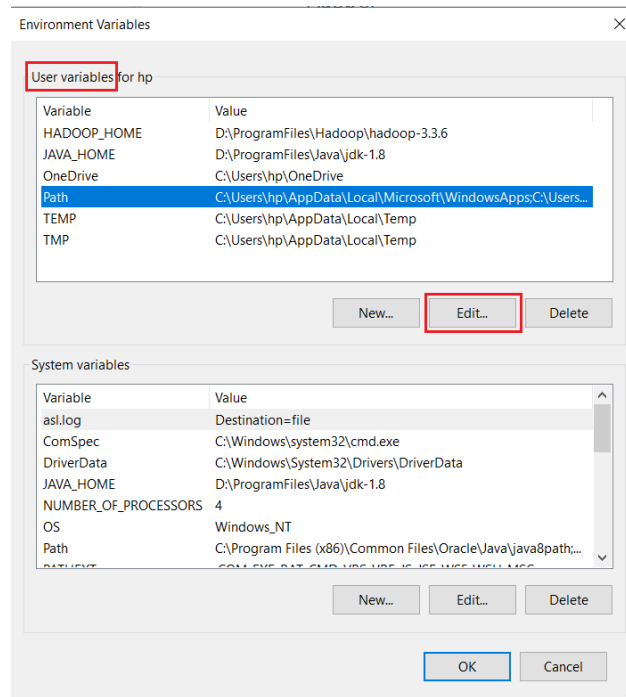 Environment Variables
User variables for hp
Variable Value
HADOOP_HOME D:\ProgramFiles\Hadoop\hadoop-3.3.6
JAVA_HOME D:\ProgramFiles\Java\jdk-1.8
OneDrive C:\Users\hp\OneDrive
Path C:\Users\hp\AppData\Local\Microsoft\WindowsApps;C:\Users...
TEMP C:\Users\hp\AppData\Local\Temp
TMP C:\Users\hp\AppData\Local\Temp
New... Edit... Delete
System variables
Variable Value
asl.log Destination=file
ComSpec C:\Windows\system32\cmd.exe
DriverData C:\Windows\System32\Drivers\DriverData
JAVA_HOME D:\ProgramFiles\Java\jdk-1.8
NUMBER_OF_PROCESSORS 4
OS Windows_NT
Path C:\Program Files (x86)\Common Files\Oracle\Java\java8path;...
New... Edit... Delete
OK Cancel